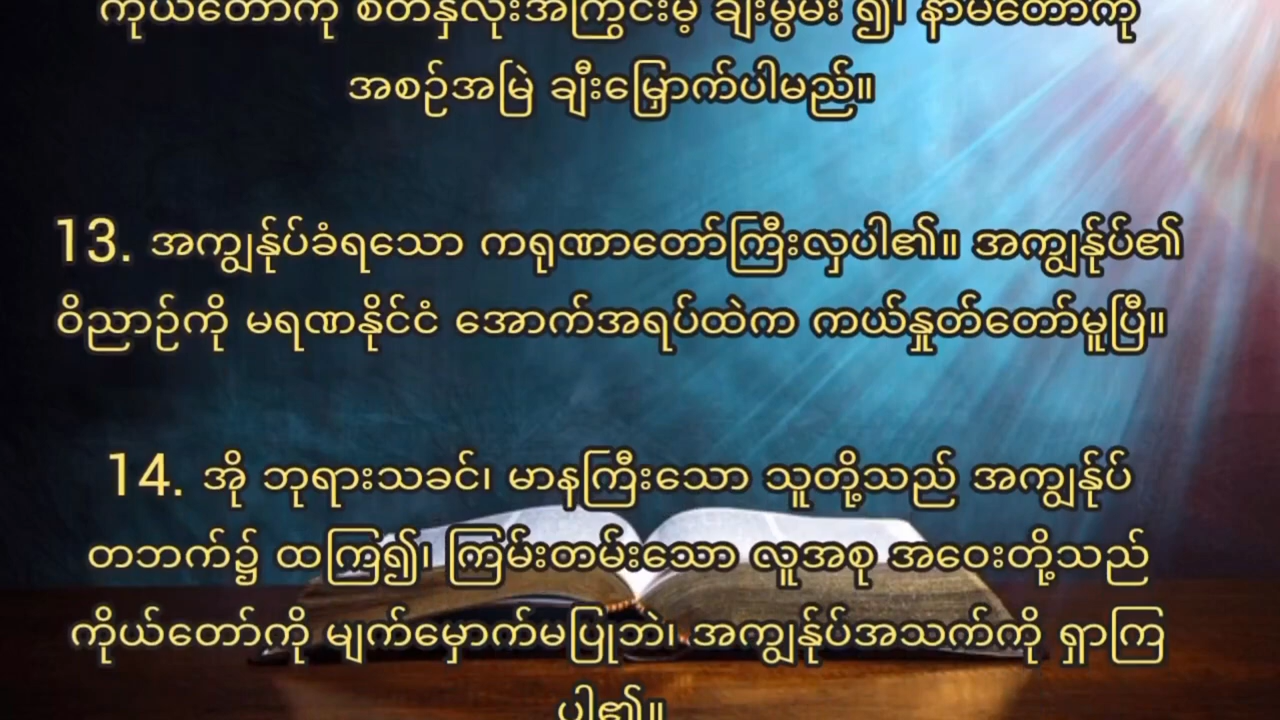 ကိုယ်တော်ကို စိတ်နှလုံးအကြွင်းမဲ့ ချီးမွမ်း ၍၊ နာမတော်ကို
အစဉ်အမြဲ ချီးမြှောက်ပါမည်။
13. အကျွန်ုပ်ခံရသော ကရုဏာတော်ကြီးလှပါ၏။ အကျွန်ုပ်၏
ဝိညာဉ်ကို မရဏနိုင်ငံ အောက်အရပ်ထဲက ကယ်နှုတ်တော်မူပြီ။
14. အို ဘုရားသခင်၊ မာနကြီးသော သူတို့သည် အကျွန်ုပ်
တဘက်၌ ထကြ၍၊ ကြမ်းတမ်းသော လူအစု အဝေးတို့သည်
ကိုယ်တော်ကို မျက်မှောက်မပြုဘဲ၊ အကျွန်ုပ်အသက်ကို ရှာကြ
ပါ၏။